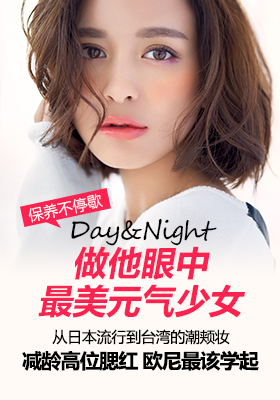 保养不停歇
Day&Night
做他眼中
最美元气少女
从日本流行到台湾的潮颊妆
减龄高位腮红 欧尼最该学起